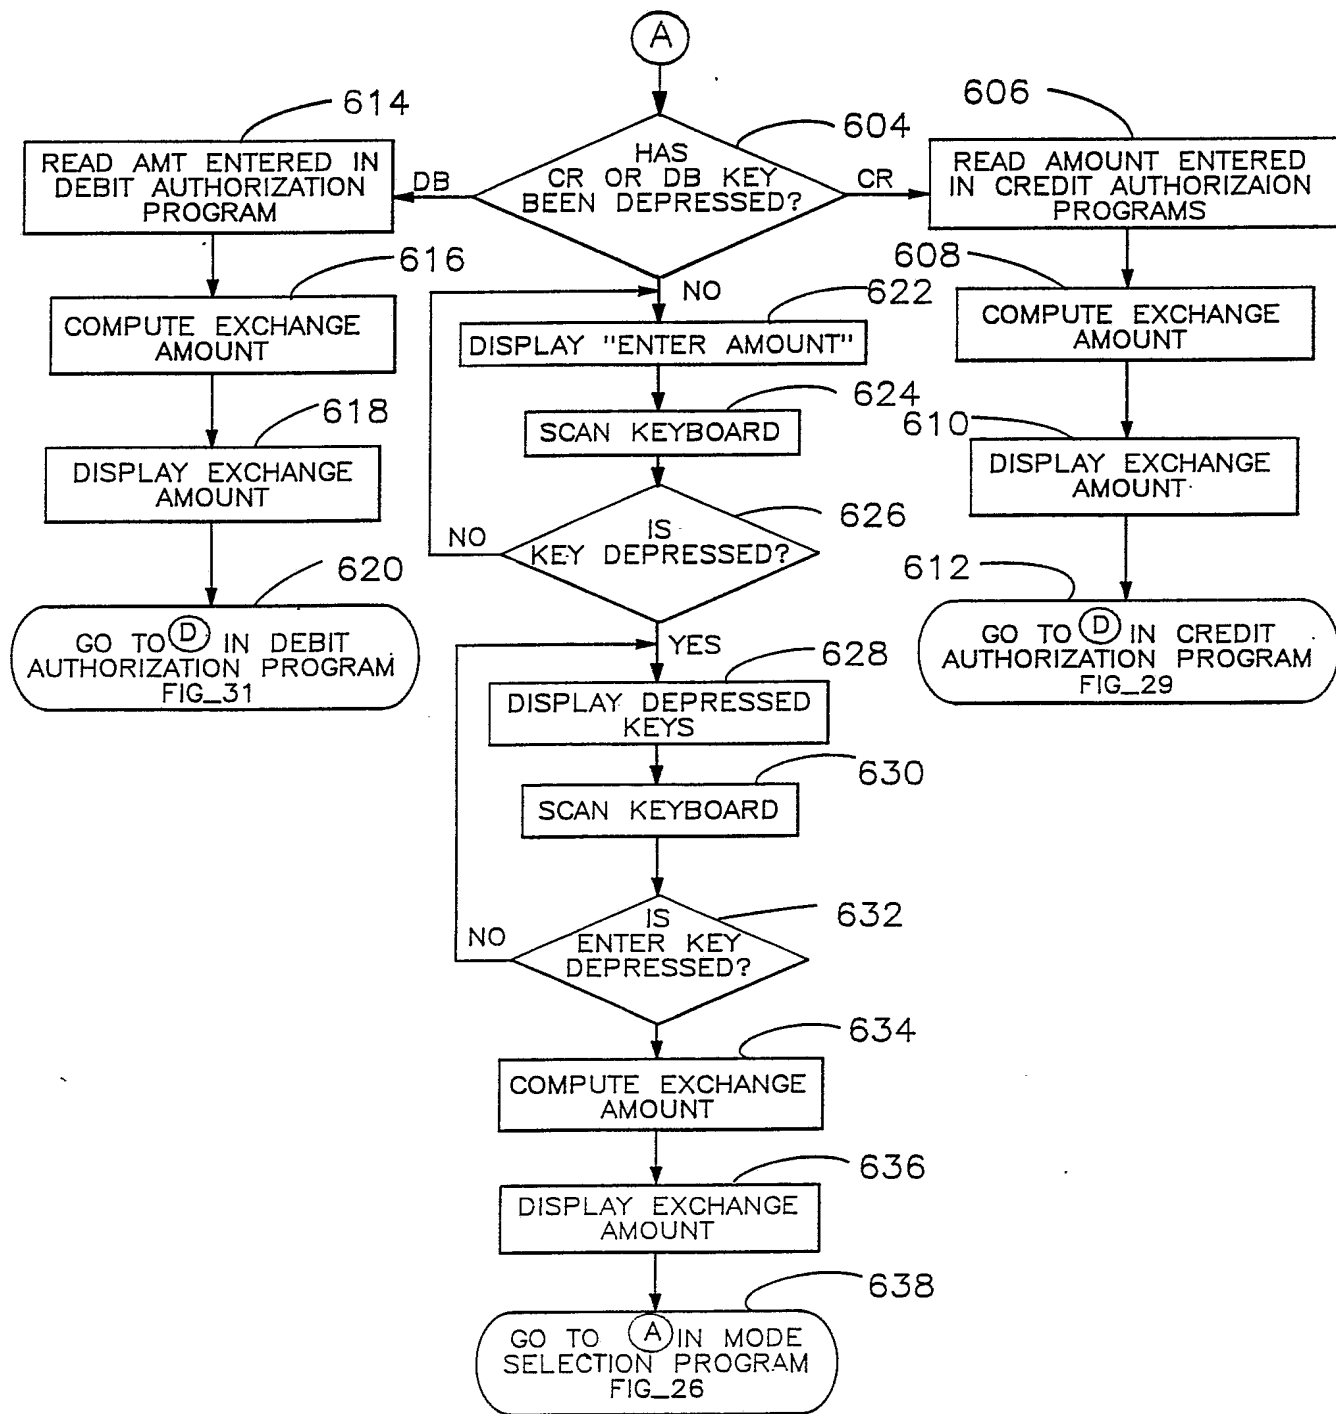 A
604
HAS
CR OR DB KEY
BEEN DEPRESSED?
DB
CR
NO
614
READ AMT ENTERED IN
DEBIT AUTHORIZATION
PROGRAM
616
COMPUTE EXCHANGE
AMOUNT
618
DISPLAY EXCHANGE
AMOUNT
620
GO TO D IN DEBIT
AUTHORIZATION PROGRAM
FIG_31
606
READ AMOUNT ENTERED
IN CREDIT AUTHORIZAION
PROGRAMS
608
COMPUTE EXCHANGE
AMOUNT
610
DISPLAY EXCHANGE
AMOUNT
612
GO TO D IN CREDIT
AUTHORIZATION PROGRAM
FIG_29
622
DISPLAY "ENTER AMOUNT"
624
SCAN KEYBOARD
626
IS
KEY DEPRESSED?
NO
YES
628
DISPLAY DEPRESSED
KEYS
630
SCAN KEYBOARD
632
IS
ENTER KEY
DEPRESSED?
NO
634
COMPUTE EXCHANGE
AMOUNT
636
DISPLAY EXCHANGE
AMOUNT
638
GO TO A IN MODE
SELECTION PROGRAM
FIG_26